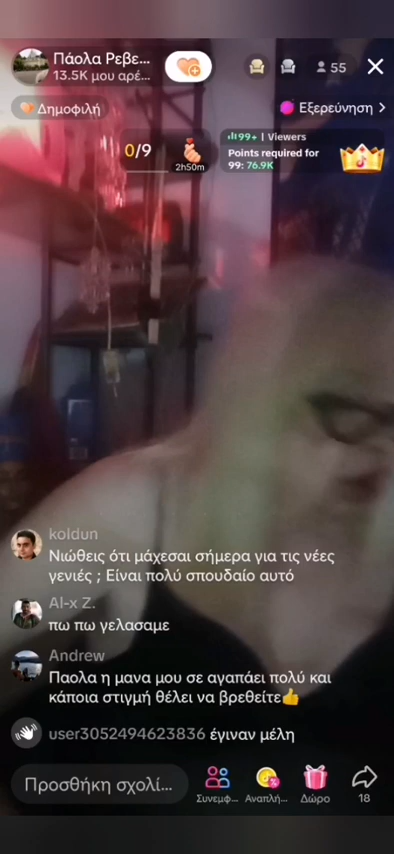 Πάολα Ρεβε...
13.5K μου αρέ...
55
Δημοφιλή
Εξερεύνηση >
0/9
2h50m
99+ | Viewers
Points required for
99: 76.9K
koldun
Νιώθεις ότι μάχεσαι σήμερα για τις νέες
γενιές ; Είναι πολύ σπουδαίο αυτό
Al-x Z.
πω πω γελασαμε
Andrew
Παολα η μανα μου σε αγαπάει πολύ και
κάποια στιγμή θέλει να βρεθείτε👍
user3052494623836 έγιναν μέλη
Προσθήκη σχολί...
Συνεμφ...
Αναπλή...
Δώρο
18